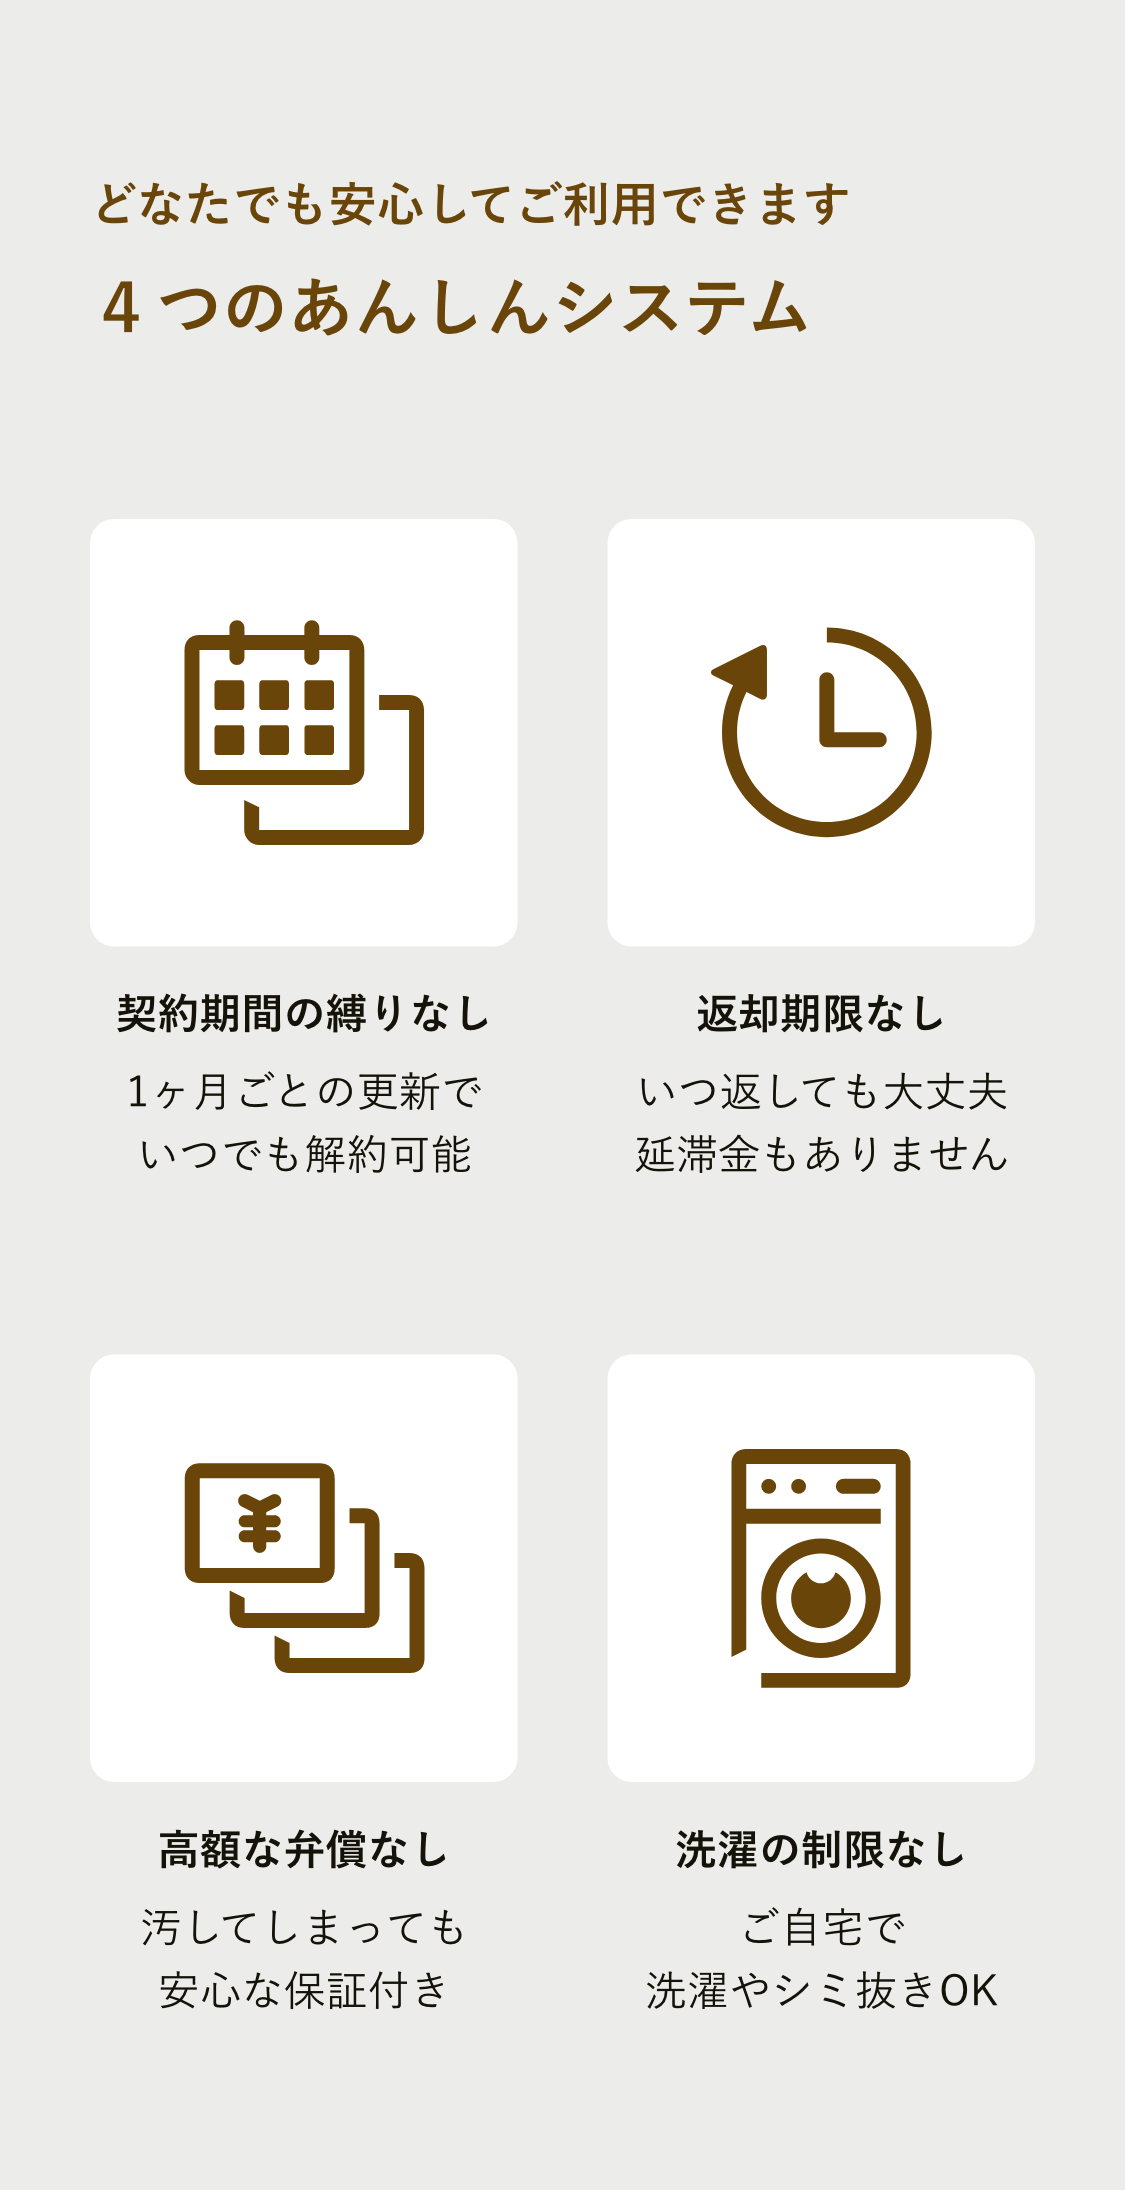 どなたでも安心してご利用できます
4つのあんしんシステム
契約期間の縛りなし
1ヶ月ごとの更新で
いつでも解約可能
返却期限なし
いつ返しても大丈夫
延滞金もありません
¥
高額な弁償なし
汚してしまっても
安心な保証付き
洗濯の制限なし
ご自宅で
洗濯やシミ抜きOK